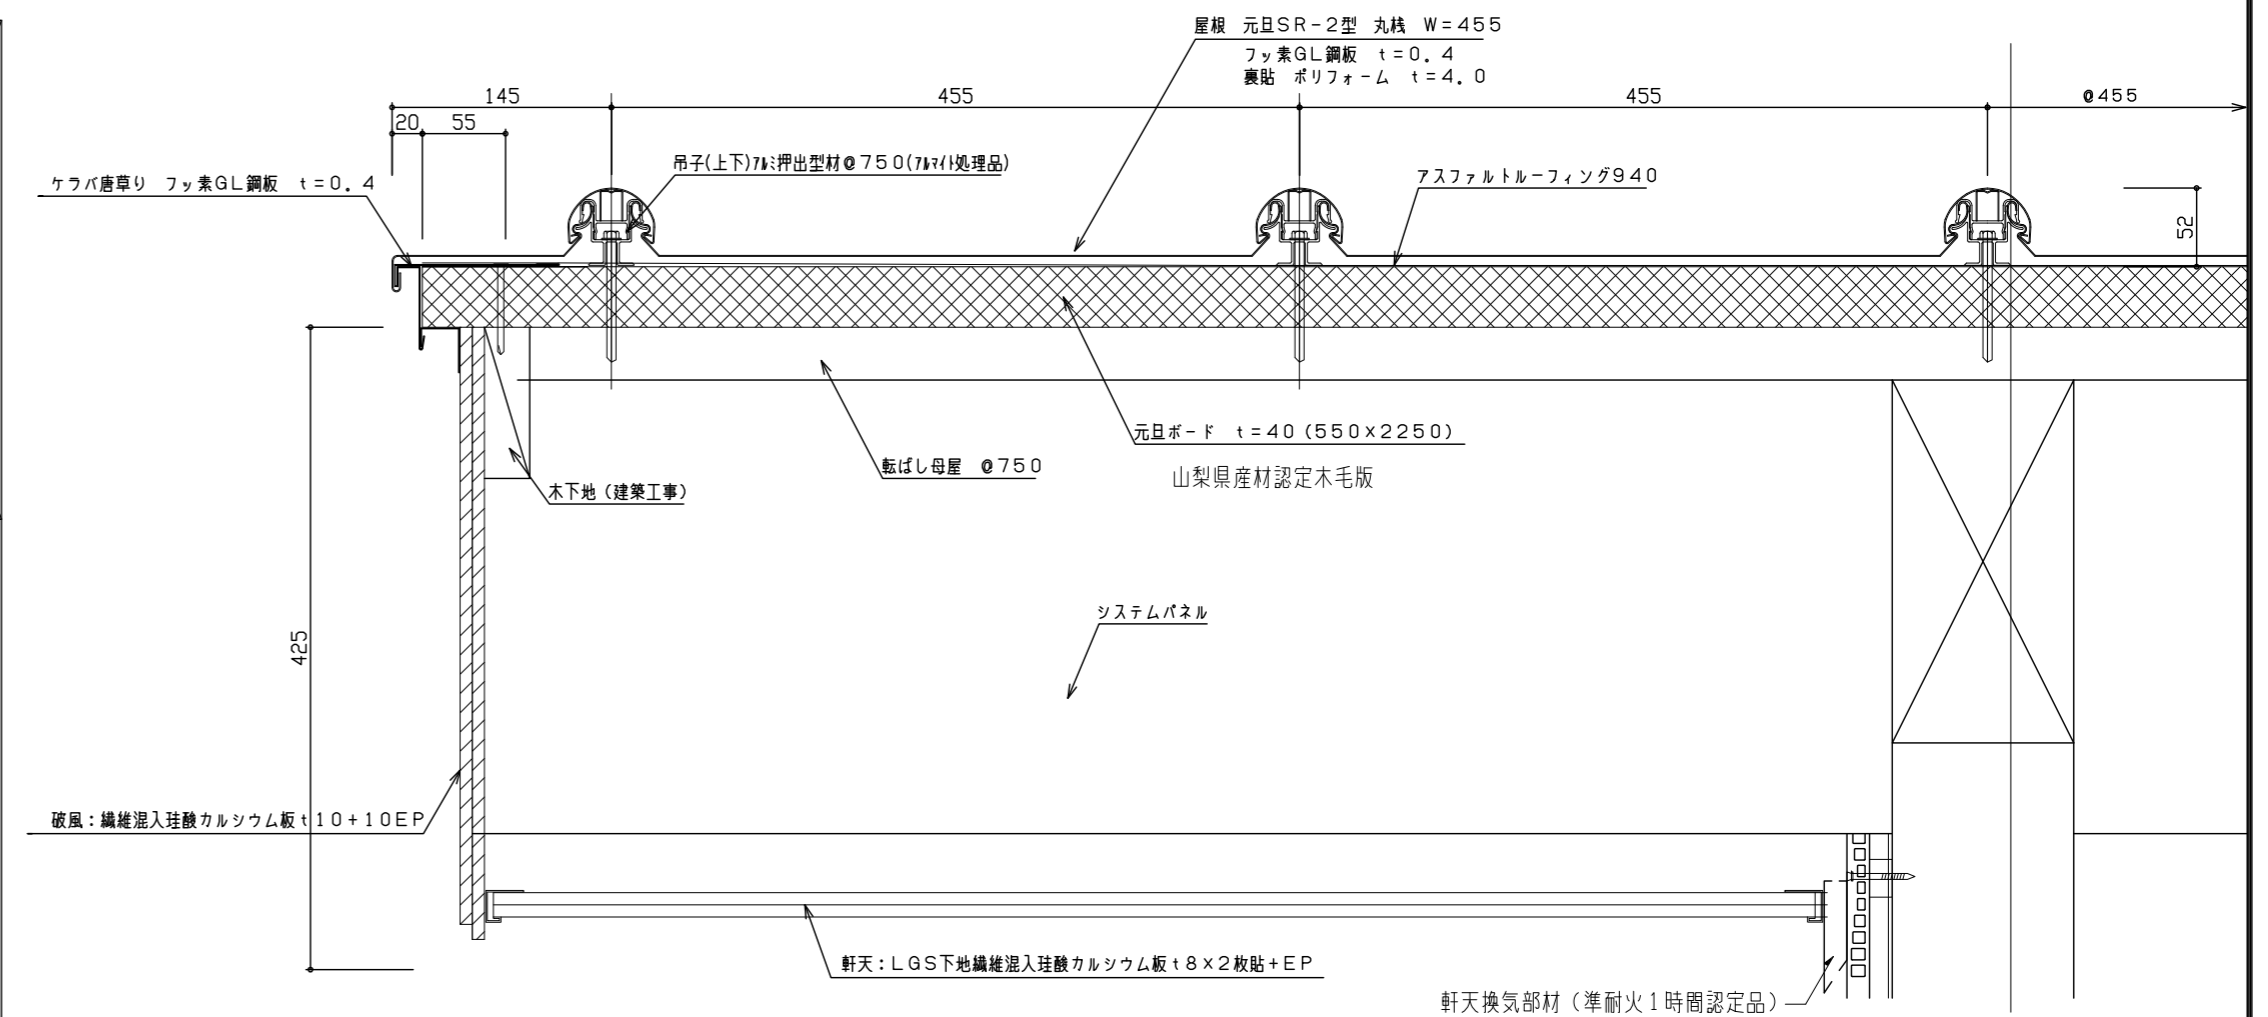 屋根 元旦SR-2型 丸桟 W=455
フッ素GL鋼板 t=0.4
裏貼 ポリフォーム t=4.0
145
455
455
@455
20
55
吊子(上下)アルミ押出型材@750(アルマイト処理品)
ケラバ唐草り フッ素GL鋼板 t=0.4
アスファルトルーフィング940
52
元旦ボード t=40(550×2250)
山梨県産材認定木毛版
転ばし母屋 @750
木下地(建築工事)
425
システムパネル
破風:繊維混入珪酸カルシウム板t10+10EP
軒天:LGS下地繊維混入珪酸カルシウム板t8×2枚貼+EP
軒天換気部材(準耐火1時間認定品)